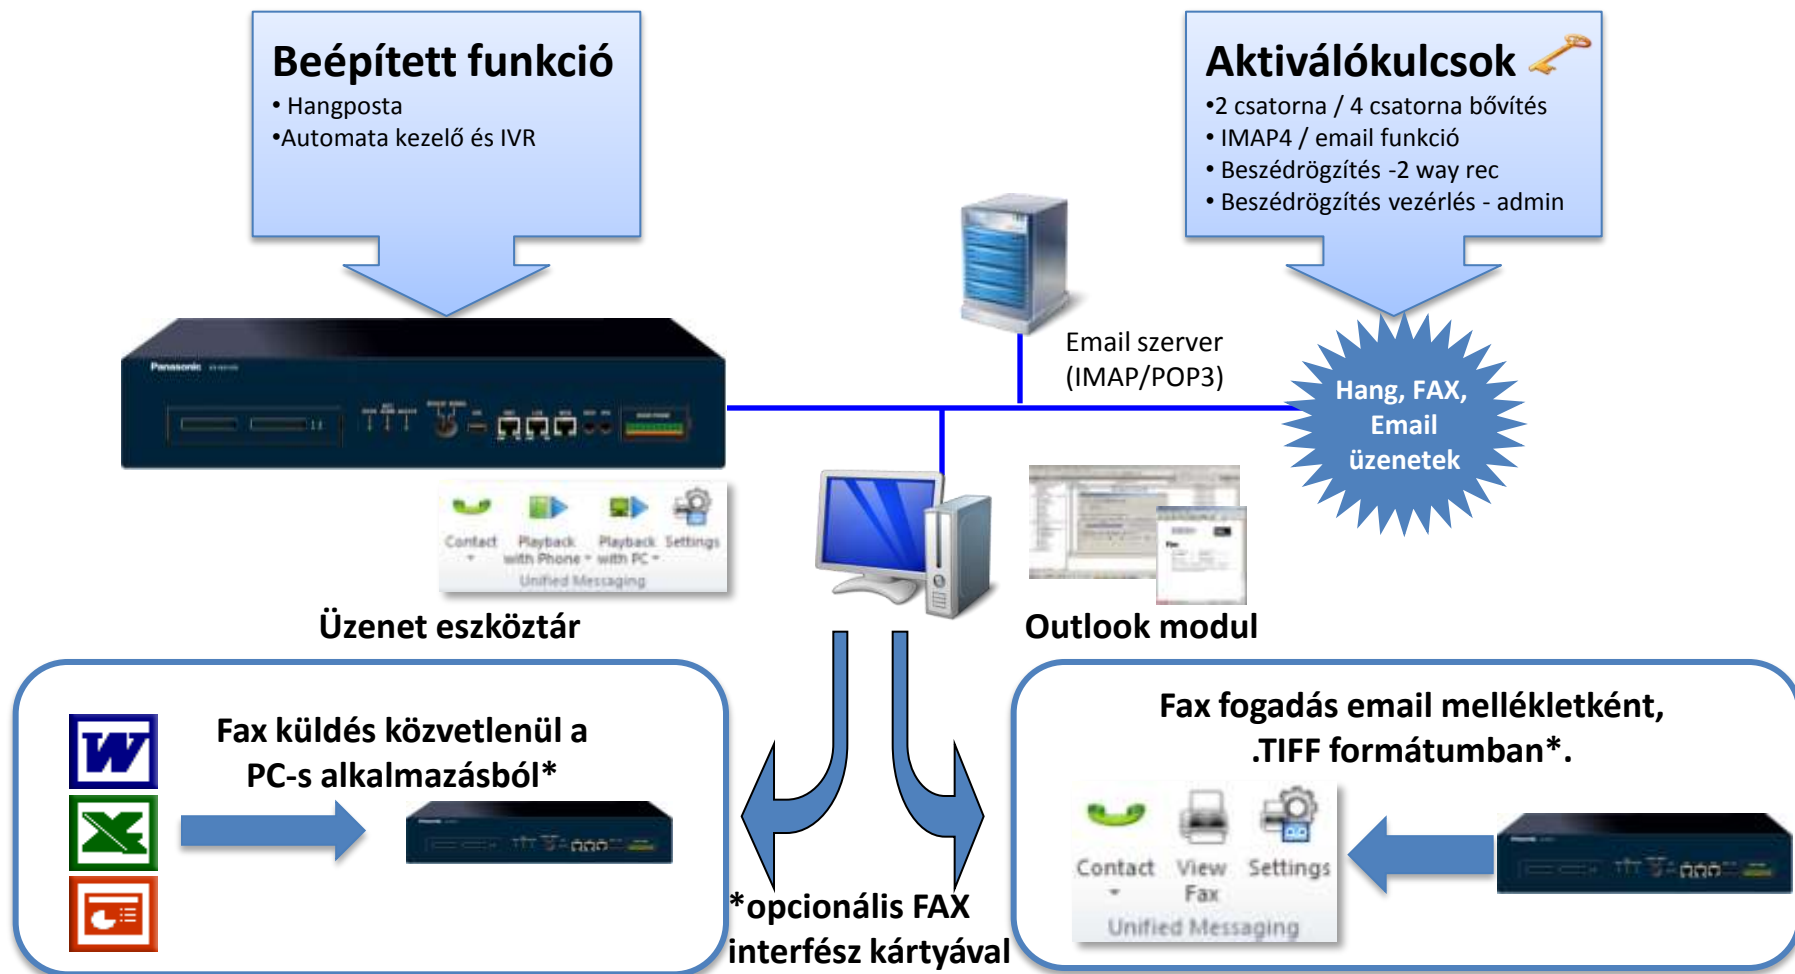 Beépített funkció
• Hangposta
•Automata kezelő és IVR
Aktiválókulcsok
•2 csatorna / 4 csatorna bővítés
• IMAP4 / email funkció
• Beszédrögzítés -2 way rec
• Beszédrögzítés vezérlés - admin
Email szerver
(IMAP/POP3)
Panasonic
Hang, FAX,
Email
üzenetek
Contact
Playback
with Phone
Playback
with PC
Settings
Unified Messaging
Üzenet eszköztár
Outlook modul
Fax küldés közvetlenül a
PC-s alkalmazásból*
Fax fogadás email mellékletként,
.TIFF formátumban*.
Contact
View
Fax
Settings
Unified Messaging
*opcionális FAX
interfész kártyával